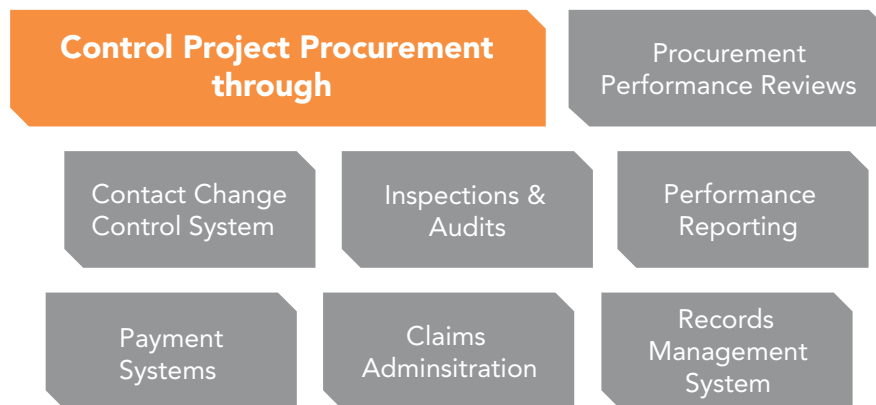 Control Project Procurement
through
Procurement
Performance Reviews
Contact Change
Control System
Inspections &
Audits
Performance
Reporting
Payment
Systems
Claims
Adminsitration
Records
Management
System